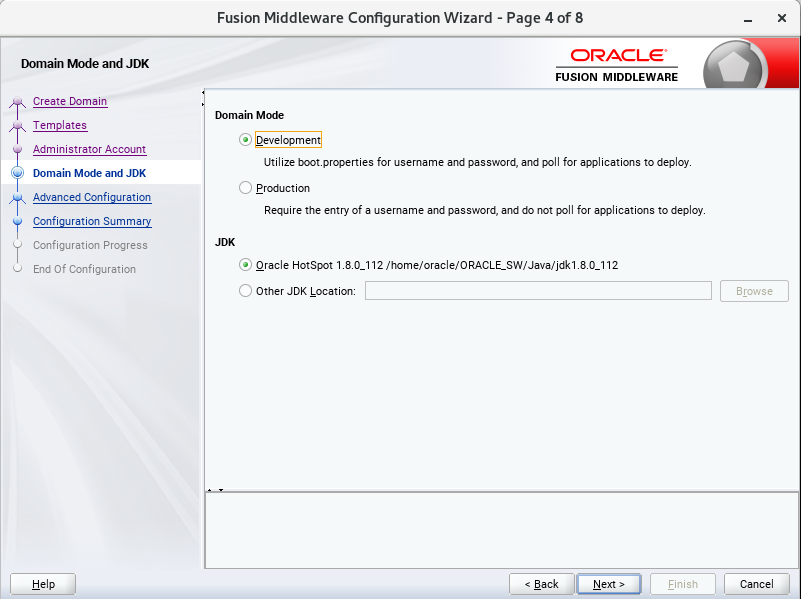 Fusion Middleware Configuration Wizard - Page 4 of 8
Domain Mode and JDK
ORACLE
FUSION MIDDLEWARE
Create Domain
Templates
Administrator Account
Domain Mode and JDK
Advanced Configuration
Configuration Summary
Configuration Progress
End Of Configuration
Domain Mode
Development
Utilize boot.properties for username and password, and poll for applications to deploy.
Production
Require the entry of a username and password, and do not poll for applications to deploy.
JDK
Oracle HotSpot 1.8.0_112 /home/oracle/ORACLE_SW/Java/jdk1.8.0_112
Other JDK Location: Browse
Help < Back Next > Finish Cancel